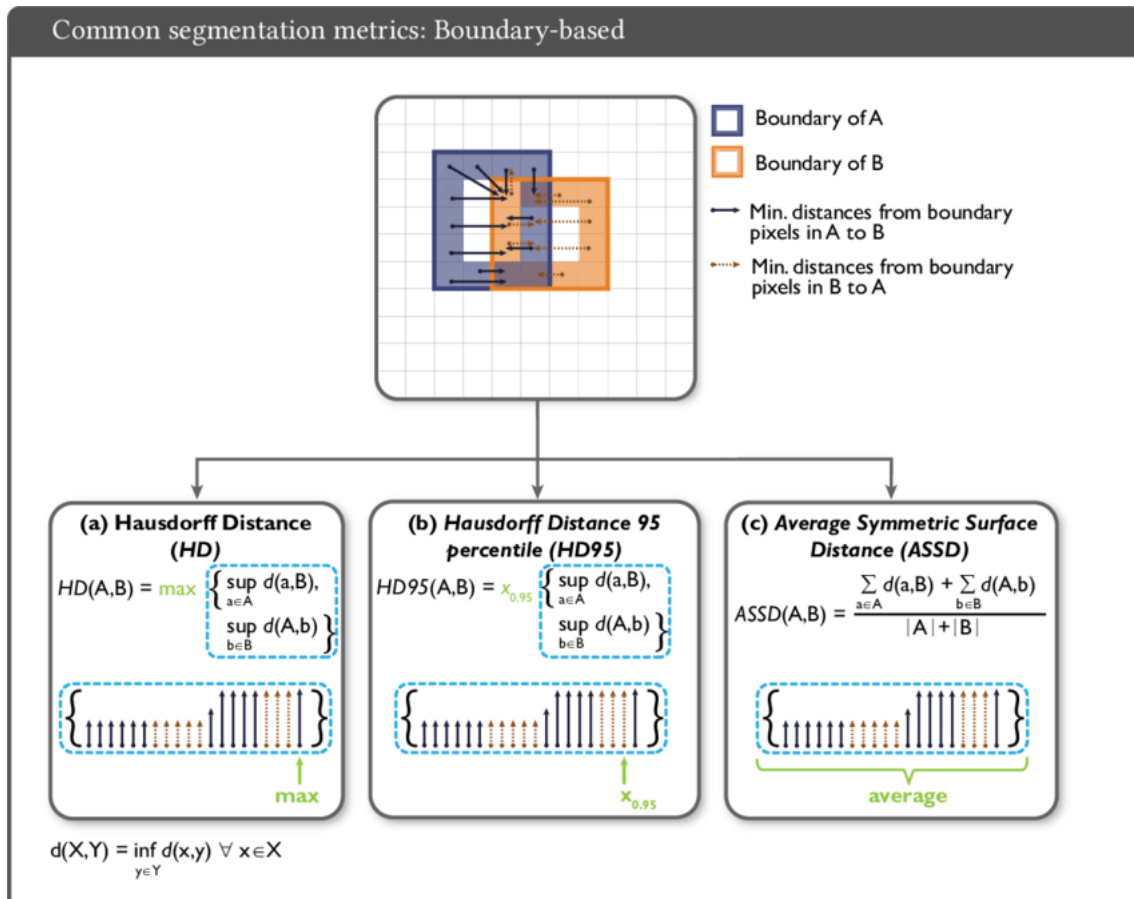 Common segmentation metrics: Boundary-based
Boundary of A
Boundary of B
Min. distances from boundary
pixels in A to B
Min. distances from boundary
pixels in B to A
(a) Hausdorff Distance
(HD)
HD(A,B) = max { sup d(a,B),
a∈A
sup d(A,b) }
b∈B
{ }
max
(b) Hausdorff Distance 95
percentile (HD95)
HD95(A,B) = x₀.₉₅ { sup d(a,B),
a∈A
sup d(A,b) }
b∈B
{ }
x₀.₉₅
(c) Average Symmetric Surface
Distance (ASSD)
∑ d(a,B) + ∑ d(A,b)
a∈A b∈B
ASSD(A,B) =
|A|+|B|
{ }
average
d(X,Y) = inf d(x,y) ∀ x∈X
y∈Y